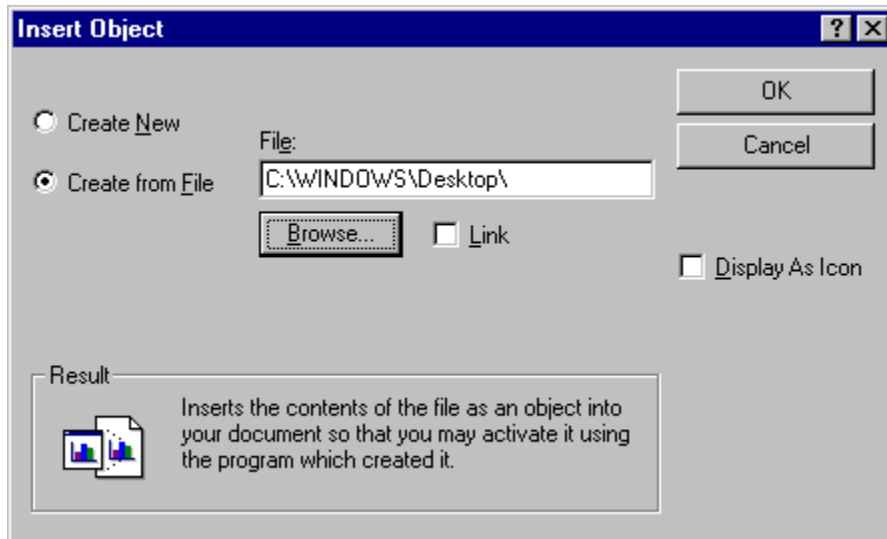 Insert Object
OK
Create New
File:
Cancel
Create from File
C:\WINDOWS\Desktop\
Browse...
Link
Display As Icon
Result
Inserts the contents of the file as an object into
your document so that you may activate it using
the program which created it.